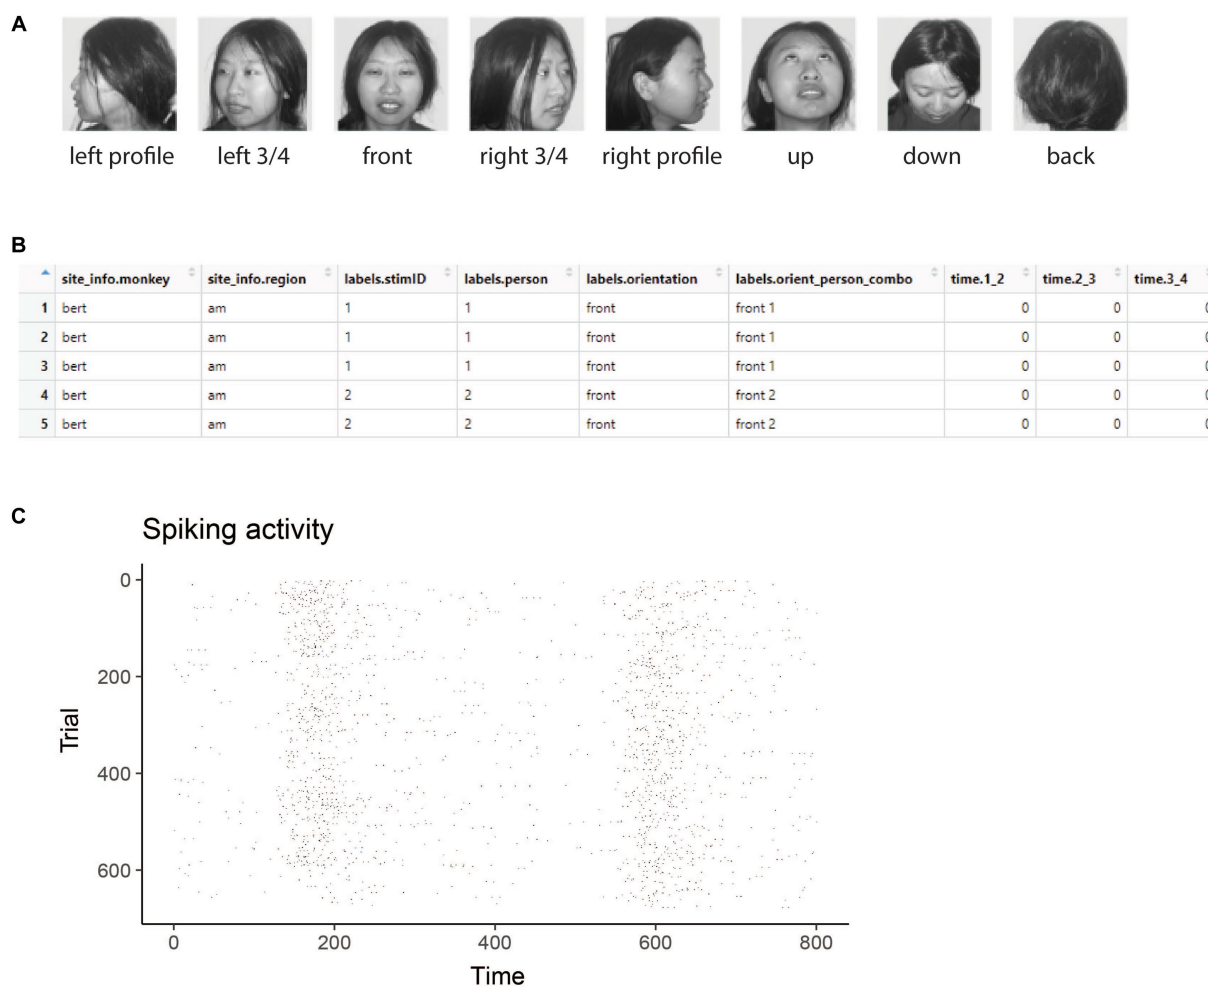 A
left profile left 3/4 front right 3/4 right profile up down back
B
site_info.monkey site_info.region labels.stimID labels.person labels.orientation labels.orient_person_combo time.1_2 time.2_3 time.3_4
1 bert am 1 1 front front 1 0 0 0
2 bert am 1 1 front front 1 0 0 0
3 bert am 1 1 front front 1 0 0 0
4 bert am 2 2 front front 2 0 0 0
5 bert am 2 2 front front 2 0 0 0
C
Spiking activity
0
200
400
600
Trial
0 200 400 600 800
Time